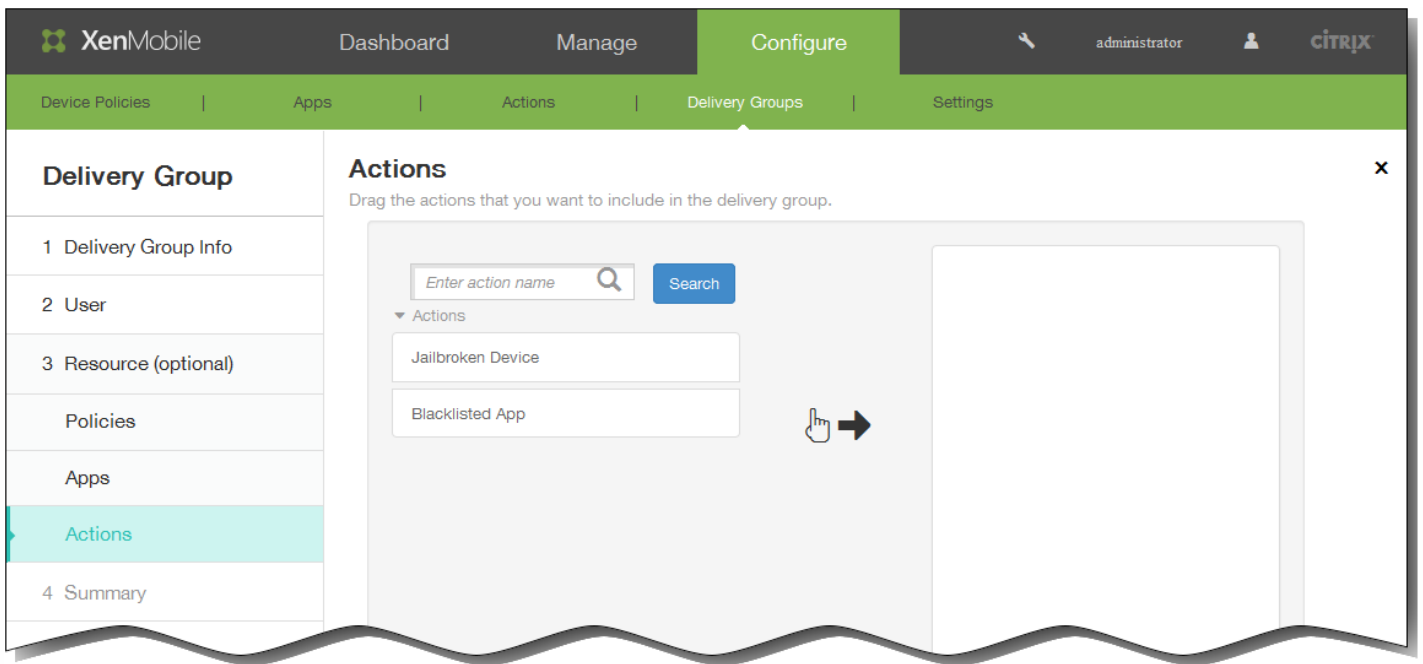 XenMobile Dashboard Manage Configure administrator CİTRIX
Device Policies | Apps | Actions | Delivery Groups | Settings
Delivery Group
1 Delivery Group Info
2 User
3 Resource (optional)
Policies
Apps
Actions
4 Summary
Actions
x
Drag the actions that you want to include in the delivery group.
Enter action name
Search
Actions
Jailbroken Device
Blacklisted App